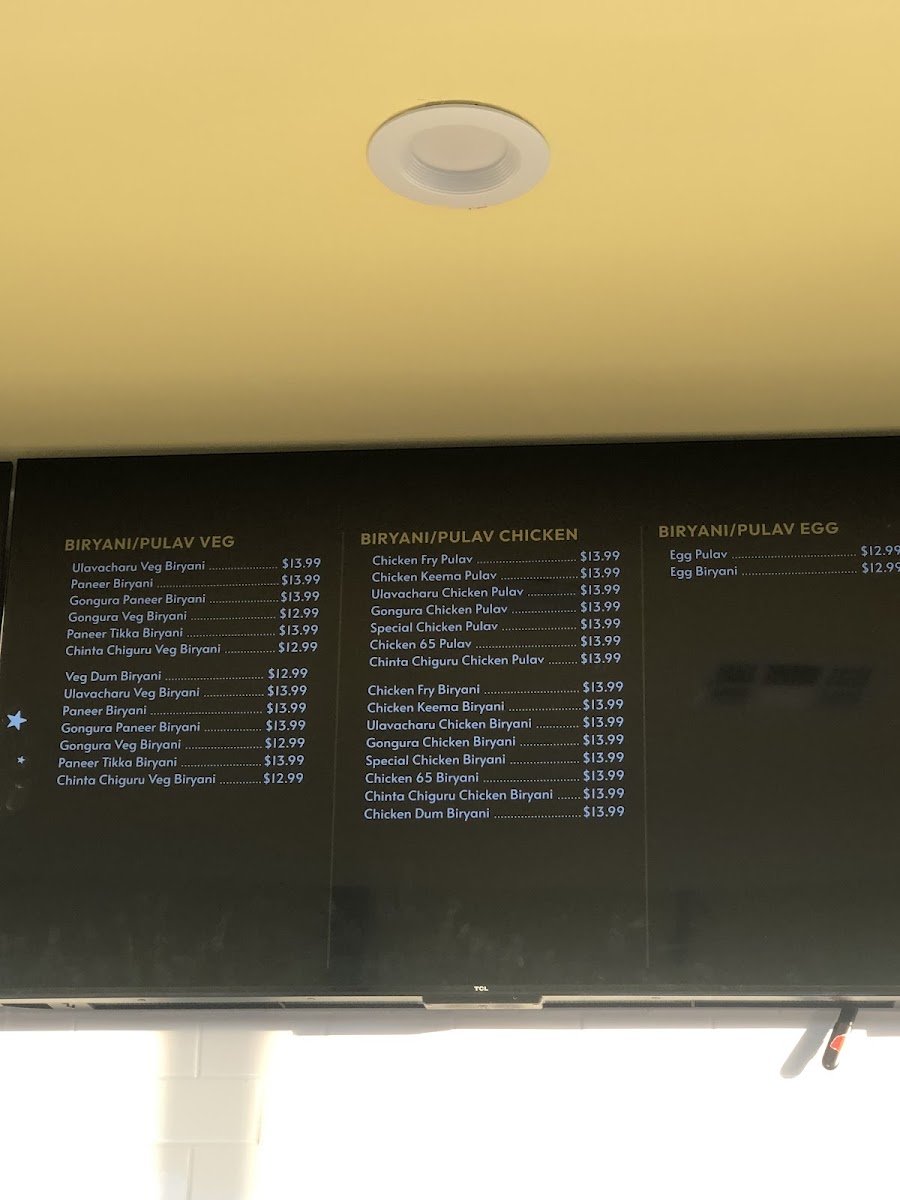 BIRYANI/PULAV VEG
Ulavacharu Veg Biryani ........ $13.99
Paneer Biryani ........ $13.99
Gongura Paneer Biryani ........ $13.99
Gongura Veg Biryani ........ $12.99
Paneer Tikka Biryani ........ $13.99
Chinta Chiguru Veg Biryani ........ $12.99
Veg Dum Biryani ........ $12.99
Ulavacharu Veg Biryani ........ $13.99
Paneer Biryani ........ $13.99
Gongura Paneer Biryani ........ $13.99
Gongura Veg Biryani ........ $12.99
Paneer Tikka Biryani ........ $13.99
Chinta Chiguru Veg Biryani ........ $12.99
BIRYANI/PULAV CHICKEN
Chicken Fry Pulav ........ $13.99
Chicken Keema Pulav ........ $13.99
Ulavacharu Chicken Pulav ........ $13.99
Gongura Chicken Pulav ........ $13.99
Special Chicken Pulav ........ $13.99
Chicken 65 Pulav ........ $13.99
Chinta Chiguru Chicken Pulav ........ $13.99
Chicken Fry Biryani ........ $13.99
Chicken Keema Biryani ........ $13.99
Ulavacharu Chicken Biryani ........ $13.99
Gongura Chicken Biryani ........ $13.99
Special Chicken Biryani ........ $13.99
Chicken 65 Biryani ........ $13.99
Chinta Chiguru Chicken Biryani ....... $13.99
Chicken Dum Biryani ........ $13.99
BIRYANI/PULAV EGG
Egg Pulav ........ $12.99
Egg Biryani ........ $12.99
TCL